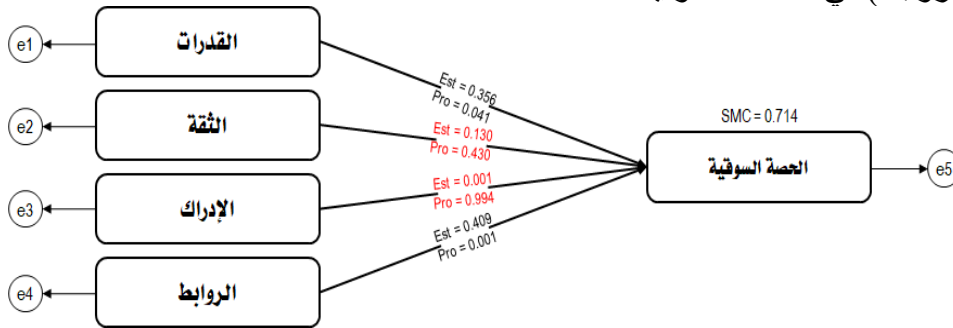 e1
القدرات
Est = 0.356
Pro = 0.041
e2
الثقة
Est = 0.130
Pro = 0.430
SMC = 0.714
الحصة السوقية
e5
e3
الإدراك
Est = 0.001
Pro = 0.994
Est = 0.409
Pro = 0.001
e4
الروابط